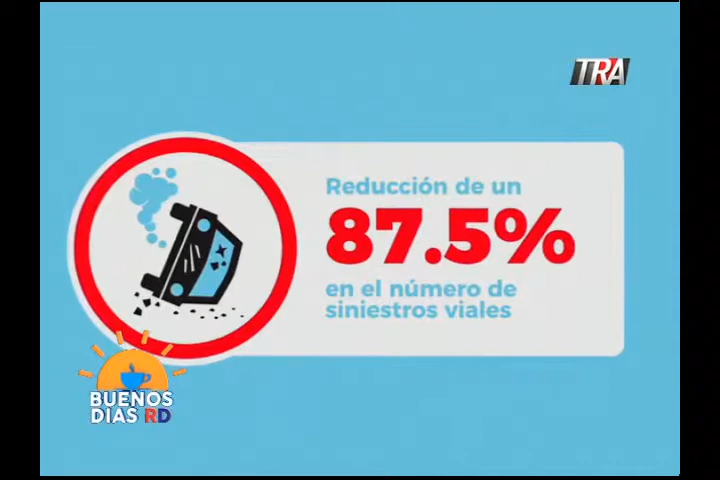 TRA
Reducción de un
87.5%
en el número de
siniestros viales
BUENOS
DIAS RD